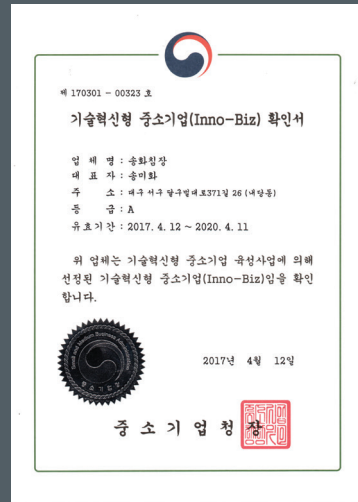 제 170301 - 00323 호
기술혁신형 중소기업(Inno-Biz) 확인서
업 체 명 : 송화침장
대 표 자 : 송미화
주 소 : 대구 서구 달구벌대로371길 26 (내당동)
등 급 : A
유효기간 : 2017. 4. 12 ~ 2020. 4. 11
위 업체는 기술혁신형 중소기업 육성사업에 의해
선정된 기술혁신형 중소기업(Inno-Biz)임을 확인
합니다.
2017년 4월 12일
중소기업청장